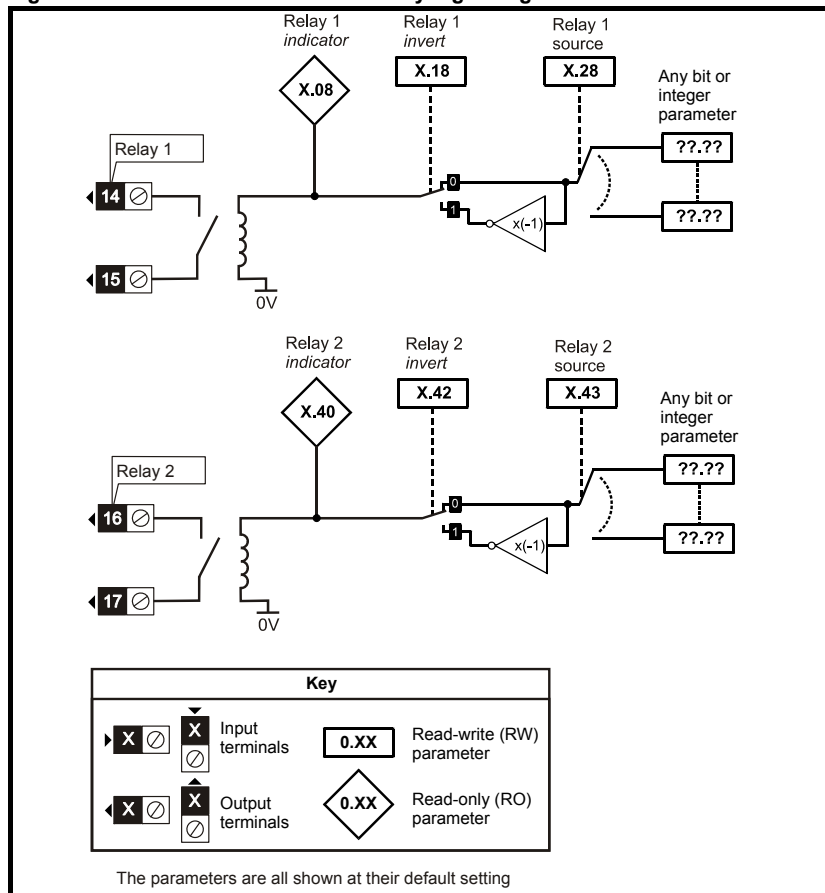 Relay 1
indicator
Relay 1
invert
Relay 1
source
X.08
X.18
X.28
Any bit or
integer
parameter
??.??
??.??
Relay 1
14
15
0
1
x(-1)
0V
Relay 2
indicator
Relay 2
invert
Relay 2
source
X.40
X.42
X.43
Any bit or
integer
parameter
??.??
??.??
Relay 2
16
17
0
1
x(-1)
0V
Key
X
X
Input
terminals
0.XX
Read-write (RW)
parameter
X
X
Output
terminals
0.XX
Read-only (RO)
parameter
The parameters are all shown at their default setting